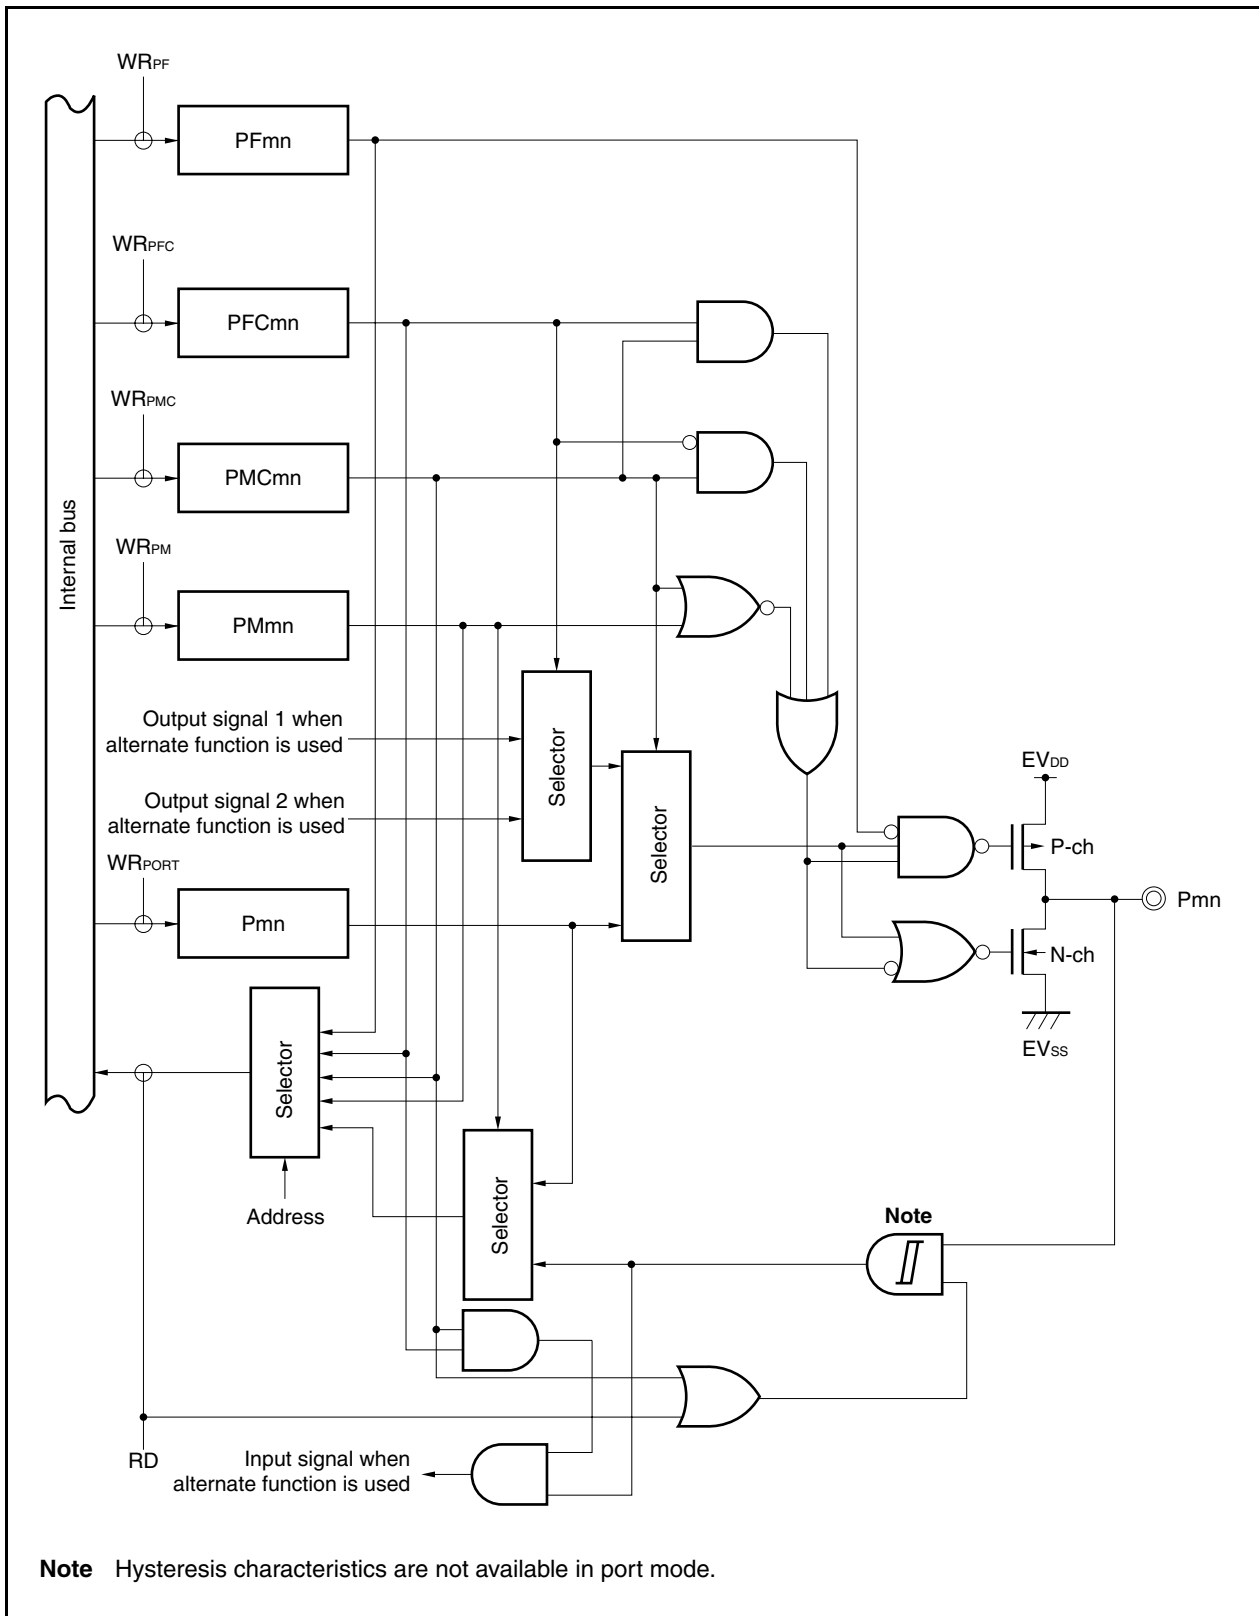 WRPF
PFmn
WRPFC
PFCmn
WRPMC
PMCmn
Internal bus
WRPM
PMmn
Output signal 1 when
alternate function is used
Selector
Output signal 2 when
alternate function is used
Selector
EVDD
P-ch
WRPORT
Pmn
Pmn
N-ch
EVSS
Selector
Address
Selector
Note
RD
Input signal when
alternate function is used
Note Hysteresis characteristics are not available in port mode.